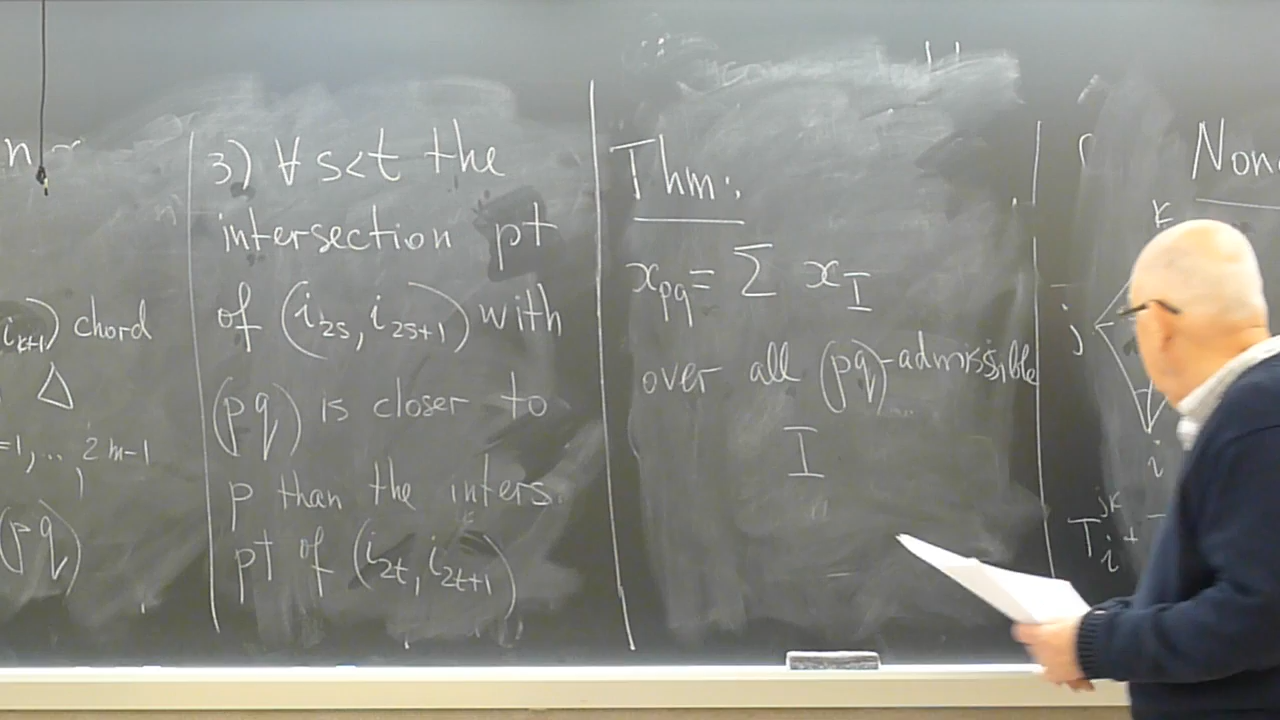 i_{k+1}) chord
Δ
=1,... 2m-1
(pq)
3) ∀ s<t the
intersection pt
of (i_{2s}, i_{2s+1}) with
(pq) is closer to
p than the inters.
pt of (i_{2t}, i_{2t+1})
Thm:
x_{pq} = Σ x_I
over all (pq)-admissible
I
k
j
i
T_i^{jk} +